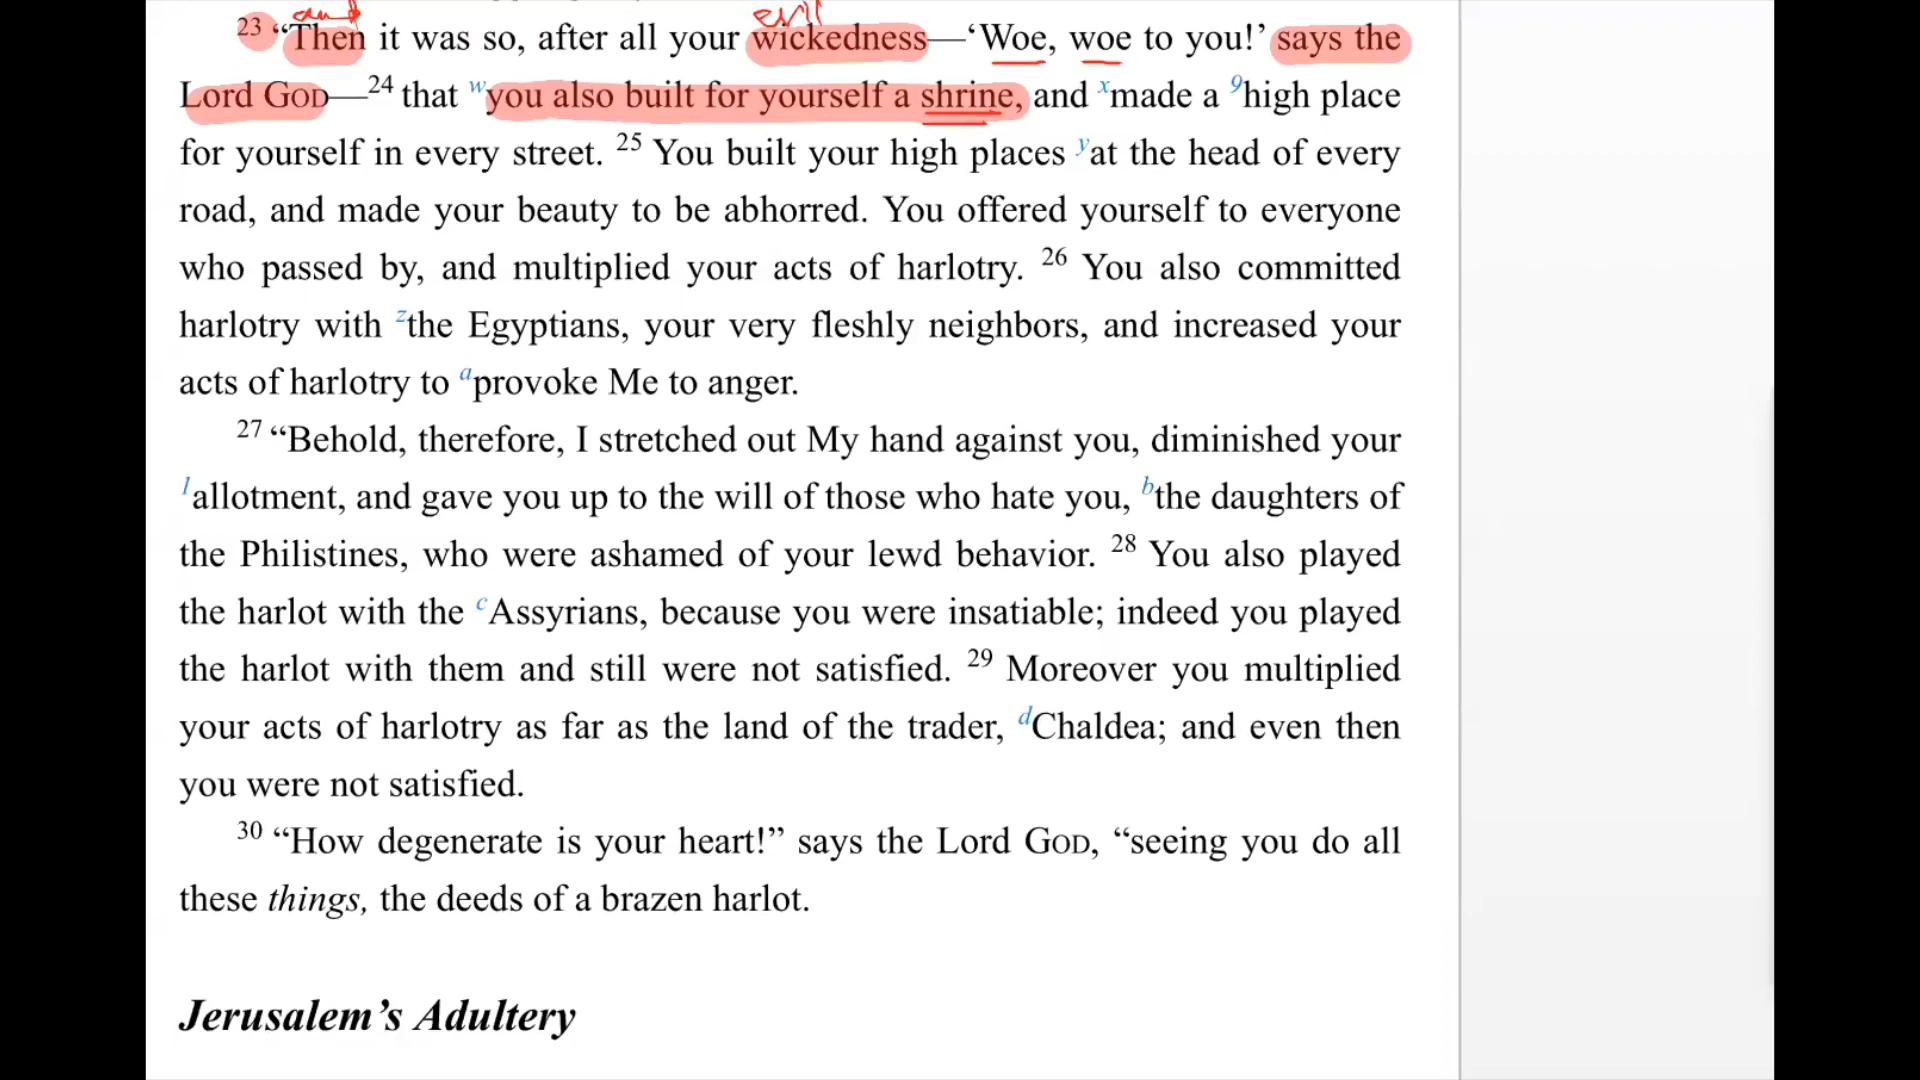 and evil
23 “Then it was so, after all your wickedness—‘Woe, woe to you!’ says the
Lord GOD—24 that wyou also built for yourself a shrine, and xmade a 9high place
for yourself in every street. 25 You built your high places yat the head of every
road, and made your beauty to be abhorred. You offered yourself to everyone
who passed by, and multiplied your acts of harlotry. 26 You also committed
harlotry with zthe Egyptians, your very fleshly neighbors, and increased your
acts of harlotry to aprovoke Me to anger.
27 “Behold, therefore, I stretched out My hand against you, diminished your
1allotment, and gave you up to the will of those who hate you, bthe daughters of
the Philistines, who were ashamed of your lewd behavior. 28 You also played
the harlot with the cAssyrians, because you were insatiable; indeed you played
the harlot with them and still were not satisfied. 29 Moreover you multiplied
your acts of harlotry as far as the land of the trader, dChaldea; and even then
you were not satisfied.
30 “How degenerate is your heart!” says the Lord GOD, “seeing you do all
these things, the deeds of a brazen harlot.
Jerusalem’s Adultery